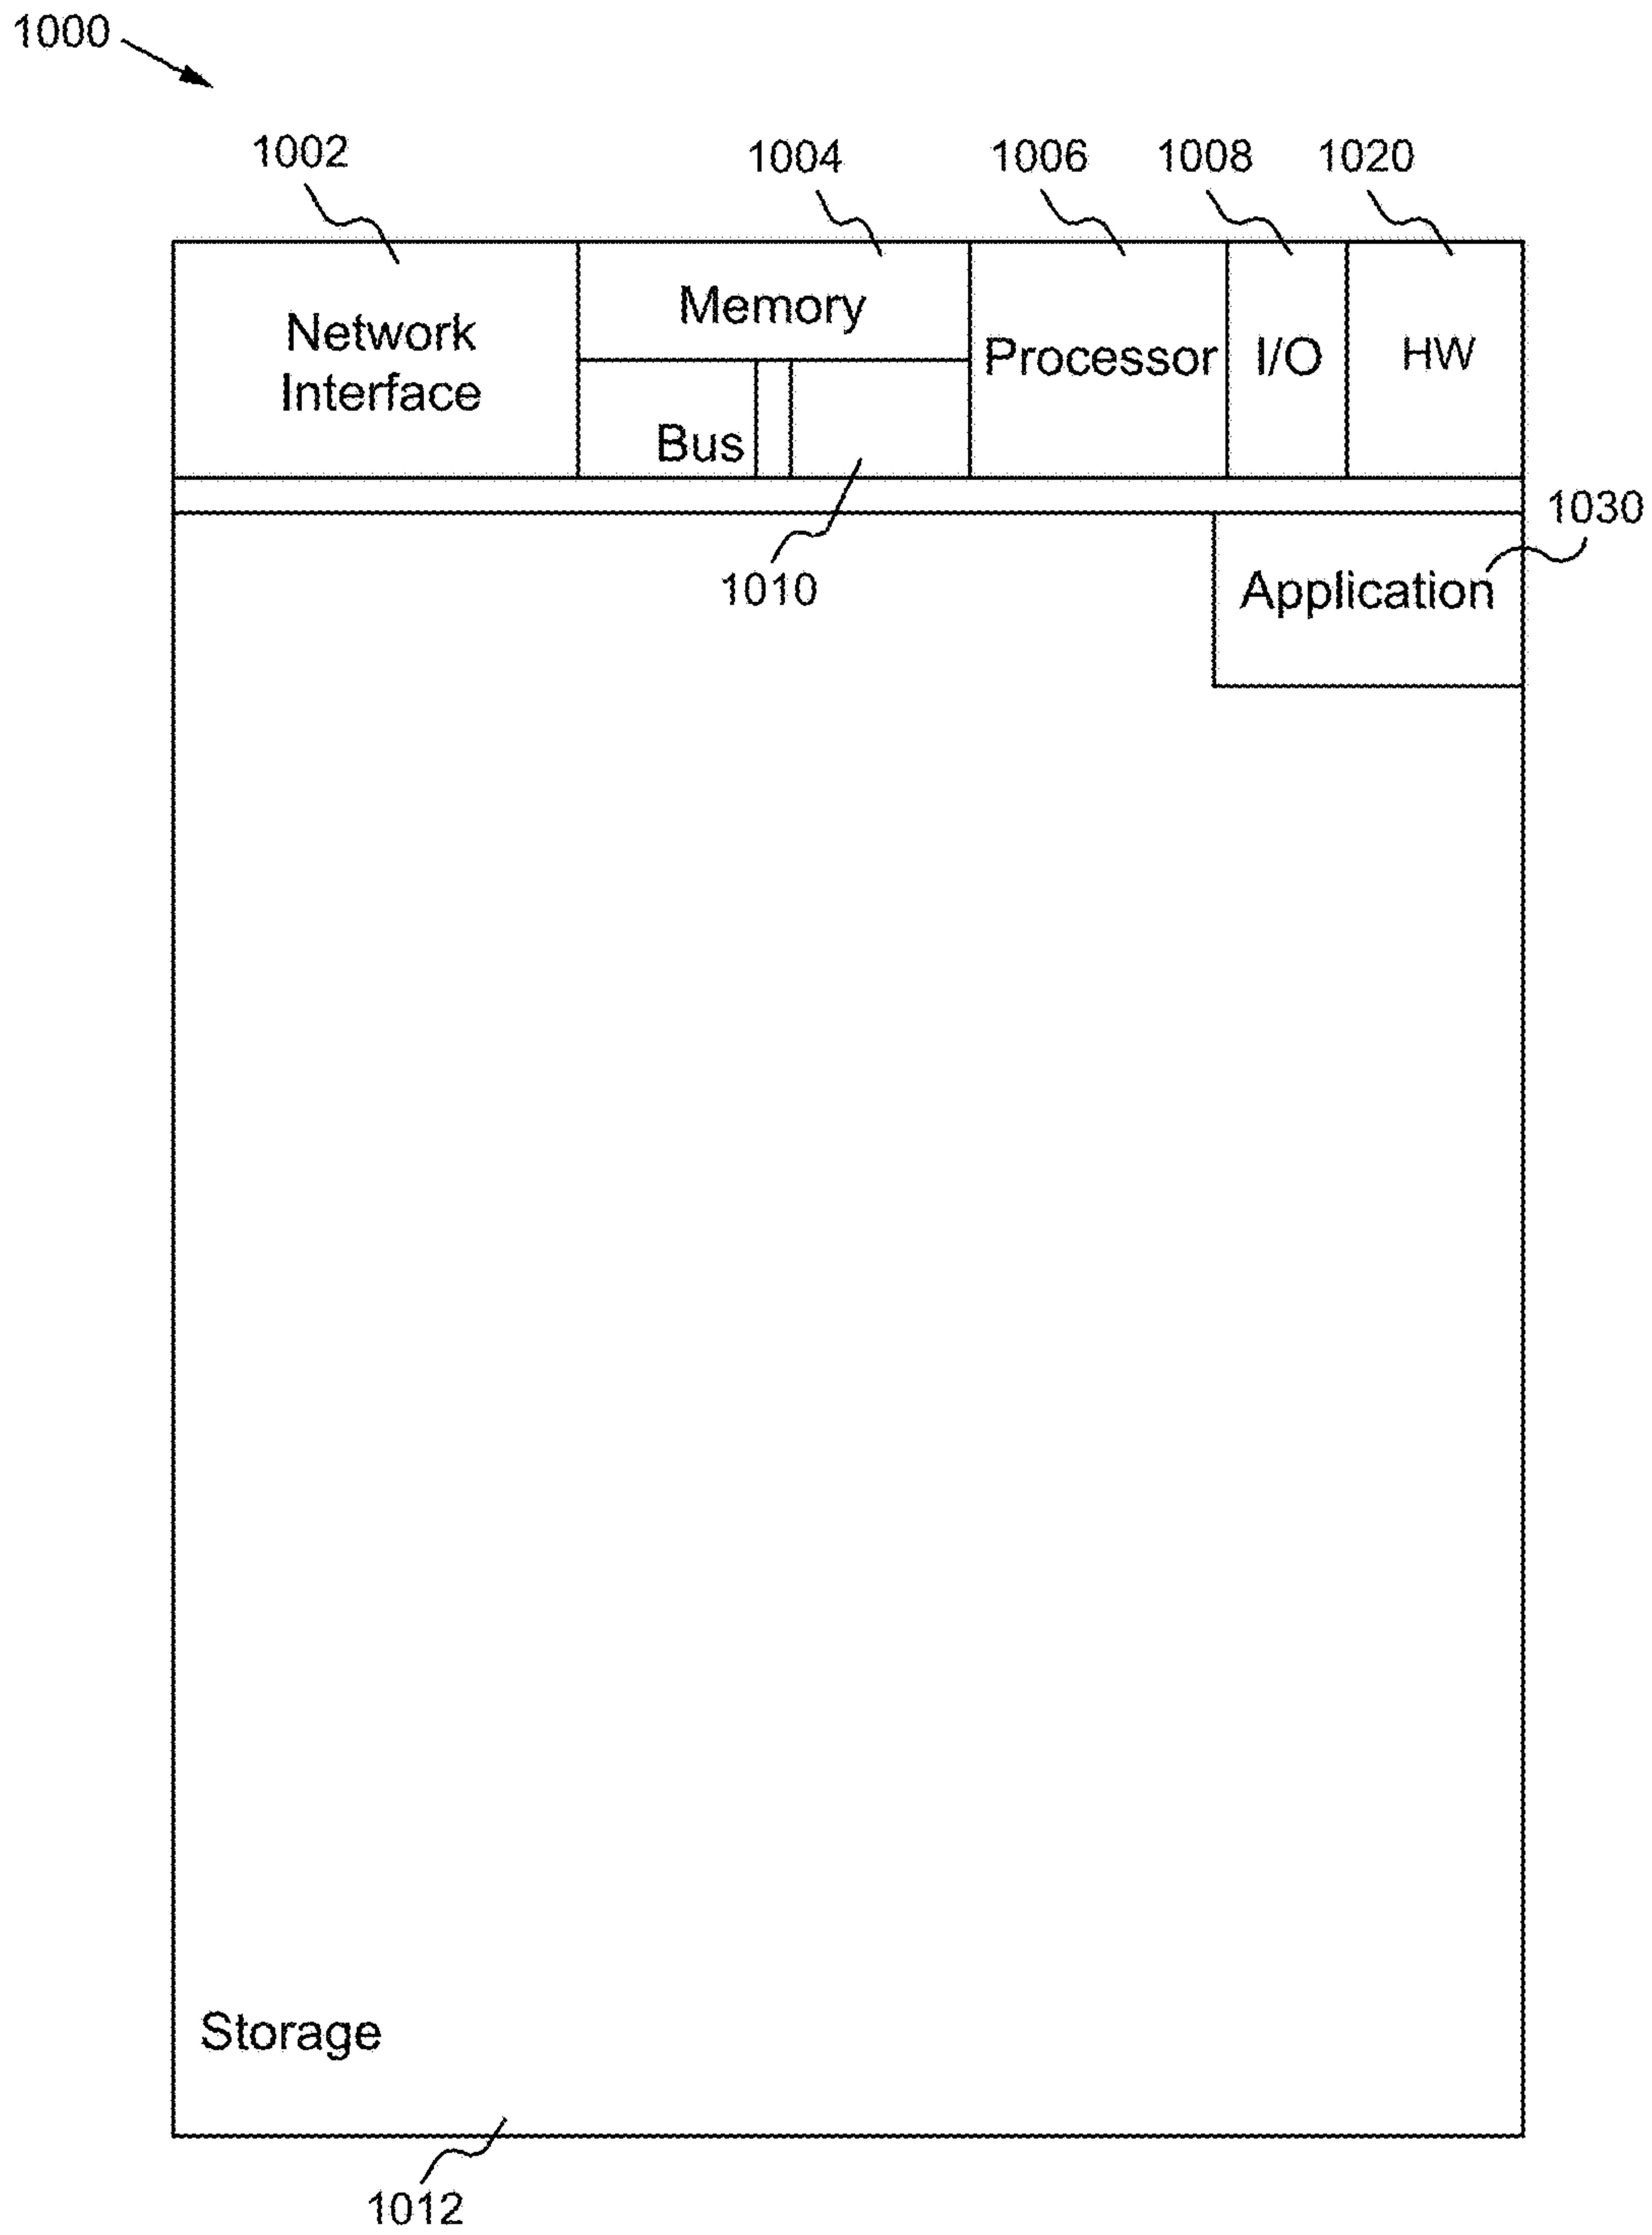 1000
1002
1004
1006
1008
1020
Memory
Network
Interface
Processor
I/O
HW
Bus
1030
1010
Application
Storage
1012